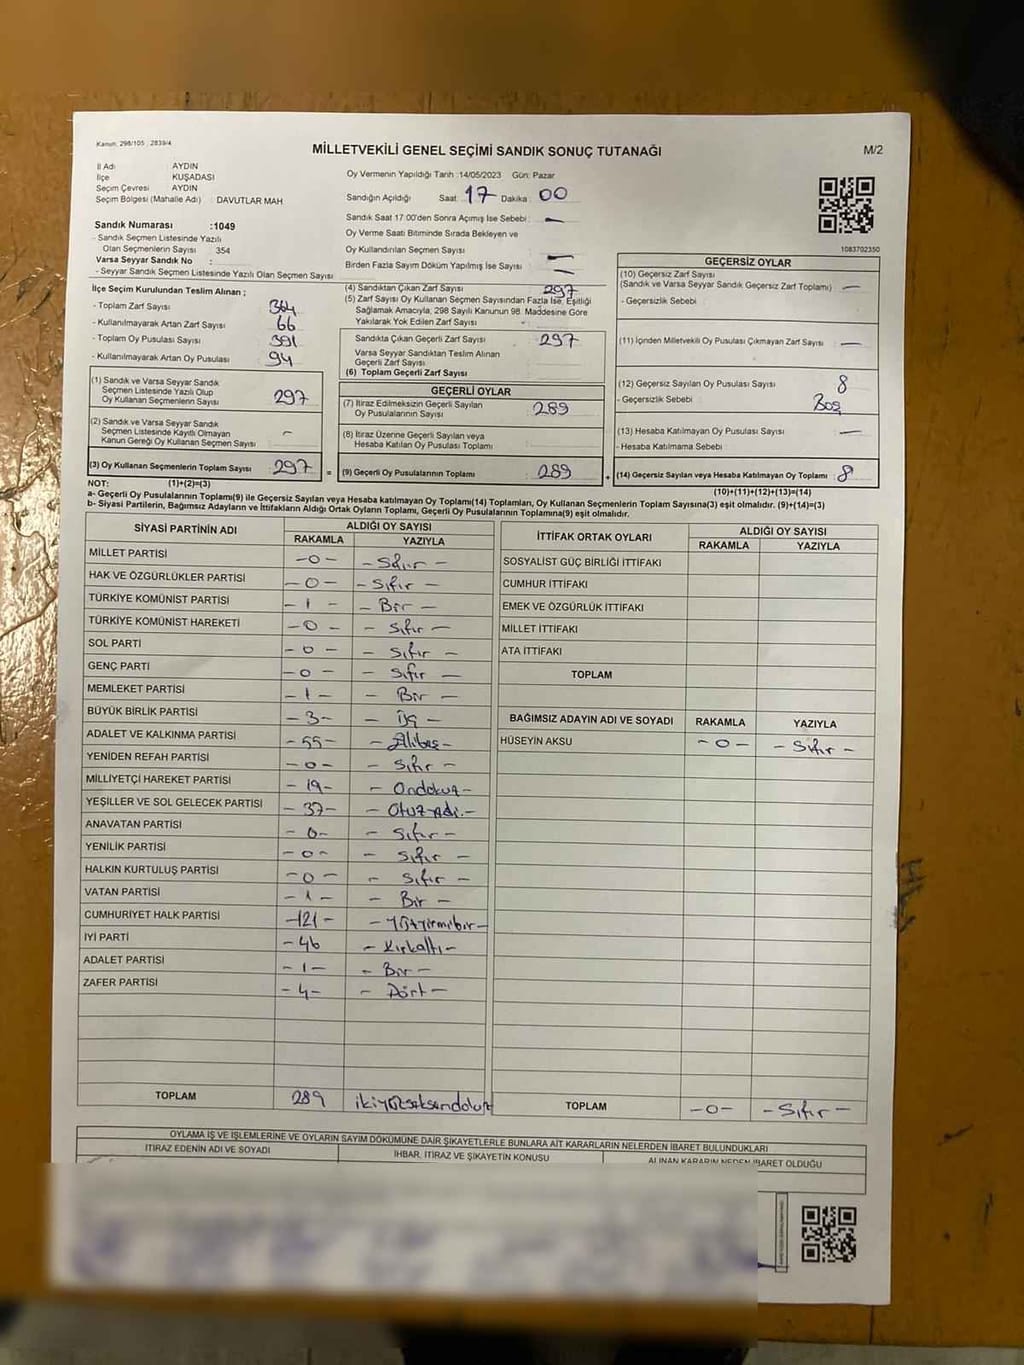 Kanun: 298/105 , 2839/4
MİLLETVEKİLİ GENEL SEÇİMİ SANDIK SONUÇ TUTANAĞI
M/2
İl Adı : AYDIN
İlçe : KUŞADASI
Seçim Çevresi : AYDIN
Seçim Bölgesi (Mahalle Adı) : DAVUTLAR MAH
Oy Vermenin Yapıldığı Tarih :14/05/2023 Gün: Pazar
Sandığın Açıldığı Saat: 17 Dakika: 00
Sandık Saat 17:00'den Sonra Açımış İse Sebebi: —
Oy Verme Saati Bitiminde Sırada Bekleyen ve
Oy Kullandırılan Seçmen Sayısı —
Birden Fazla Sayım Döküm Yapılmış İse Sayısı —
1083702350
Sandık Numarası :1049
- Sandık Seçmen Listesinde Yazılı
Olan Seçmenlerin Sayısı : 354
Varsa Seyyar Sandık No :
- Seyyar Sandık Seçmen Listesinde Yazılı Olan Seçmen Sayısı :
İlçe Seçim Kurulundan Teslim Alınan ;
- Toplam Zarf Sayısı : 364
- Kullanılmayarak Artan Zarf Sayısı : 66
- Toplam Oy Pusulası Sayısı : 391
- Kullanılmayarak Artan Oy Pusulası : 94
(1) Sandık ve Varsa Seyyar Sandık
Seçmen Listesinde Yazılı Olup
Oy Kullanan Seçmenlerin Sayısı : 297
(2) Sandık ve Varsa Seyyar Sandık
Seçmen Listesinde Kayıtlı Olmayan
Kanun Gereği Oy Kullanan Seçmen Sayısı : -
(3) Oy Kullanan Seçmenlerin Toplam Sayısı : 297
(4) Sandıktan Çıkan Zarf Sayısı : 297
(5) Zarf Sayısı Oy Kullanan Seçmen Sayısından Fazla İse, Eşitliği
Sağlamak Amacıyla, 298 Sayılı Kanunun 98. Maddesine Göre
Yakılarak Yok Edilen Zarf Sayısı :
Sandıkta Çıkan Geçerli Zarf Sayısı : 297
Varsa Seyyar Sandıktan Teslim Alınan
Geçerli Zarf Sayısı
(6) Toplam Geçerli Zarf Sayısı
GEÇERLİ OYLAR
(7) İtiraz Edilmeksizin Geçerli Sayılan
Oy Pusulalarının Sayısı : 289
(8) İtiraz Üzerine Geçerli Sayılan veya
Hesaba Katılan Oy Pusulası Toplamı :
= (9) Geçerli Oy Pusulalarının Toplamı : 289
GEÇERSİZ OYLAR
(10) Geçersiz Zarf Sayısı
(Sandık ve Varsa Seyyar Sandık Geçersiz Zarf Toplamı) : —
- Geçersizlik Sebebi :
(11) İçinden Milletvekili Oy Pusulası Çıkmayan Zarf Sayısı : —
(12) Geçersiz Sayılan Oy Pusulası Sayısı : 8
- Geçersizlik Sebebi : Boş
(13) Hesaba Katılmayan Oy Pusulası Sayısı : —
- Hesaba Katılmama Sebebi :
+ (14) Geçersiz Sayılan veya Hesaba Katılmayan Oy Toplamı : 8
NOT: (1)+(2)=(3)
(10)+(11)+(12)+(13)=(14)
a- Geçerli Oy Pusulalarının Toplamı(9) ile Geçersiz Sayılan veya Hesaba katılmayan Oy Toplamı(14) Toplamları, Oy Kullanan Seçmenlerin Toplam Sayısına(3) eşit olmalıdır. (9)+(14)=(3)
b- Siyasi Partilerin, Bağımsız Adayların ve İttifakların Aldığı Ortak Oyların Toplamı, Geçerli Oy Pusulalarının Toplamına(9) eşit olmalıdır.
SİYASİ PARTİNİN ADI ALDIĞI OY SAYISI
RAKAMLA YAZIYLA
MİLLET PARTİSİ -0- -Sıfır-
HAK VE ÖZGÜRLÜKLER PARTİSİ -0- -Sıfır-
TÜRKİYE KOMÜNİST PARTİSİ -1- -Bir-
TÜRKİYE KOMÜNİST HAREKETİ -0- -Sıfır-
SOL PARTİ -0- -Sıfır-
GENÇ PARTİ -0- -Sıfır-
MEMLEKET PARTİSİ -1- -Bir-
BÜYÜK BİRLİK PARTİSİ -3- -Üç-
ADALET VE KALKINMA PARTİSİ -55- -Ellibeş-
YENİDEN REFAH PARTİSİ -0- -Sıfır-
MİLLİYETÇİ HAREKET PARTİSİ -19- -Ondokuz-
YEŞİLLER VE SOL GELECEK PARTİSİ -37- -Otuzyedi-
ANAVATAN PARTİSİ -0- -Sıfır-
YENİLİK PARTİSİ -0- -Sıfır-
HALKIN KURTULUŞ PARTİSİ -0- -Sıfır-
VATAN PARTİSİ -1- -Bir-
CUMHURİYET HALK PARTİSİ -121- -Yüzyirmibir-
İYİ PARTİ -46 -Kırkaltı-
ADALET PARTİSİ -1- -Bir-
ZAFER PARTİSİ -4- -Dört-
TOPLAM 289 ikiyüzseksendokuz
İTTİFAK ORTAK OYLARI ALDIĞI OY SAYISI
RAKAMLA YAZIYLA
SOSYALİST GÜÇ BİRLİĞİ İTTİFAKI
CUMHUR İTTİFAKI
EMEK VE ÖZGÜRLÜK İTTİFAKI
MİLLET İTTİFAKI
ATA İTTİFAKI
TOPLAM
BAĞIMSIZ ADAYIN ADI VE SOYADI RAKAMLA YAZIYLA
HÜSEYİN AKSU -0- -Sıfır-
TOPLAM -0- -Sıfır-
OYLAMA İŞ VE İŞLEMLERİNE VE OYLARIN SAYIM DÖKÜMÜNE DAİR ŞİKAYETLERLE BUNLARA AİT KARARLARIN NELERDEN İBARET BULUNDUKLARI
İTİRAZ EDENİN ADI VE SOYADI İHBAR, İTİRAZ VE ŞİKAYETİN KONUSU ALINAN KARARIN NEDEN İBARET OLDUĞU